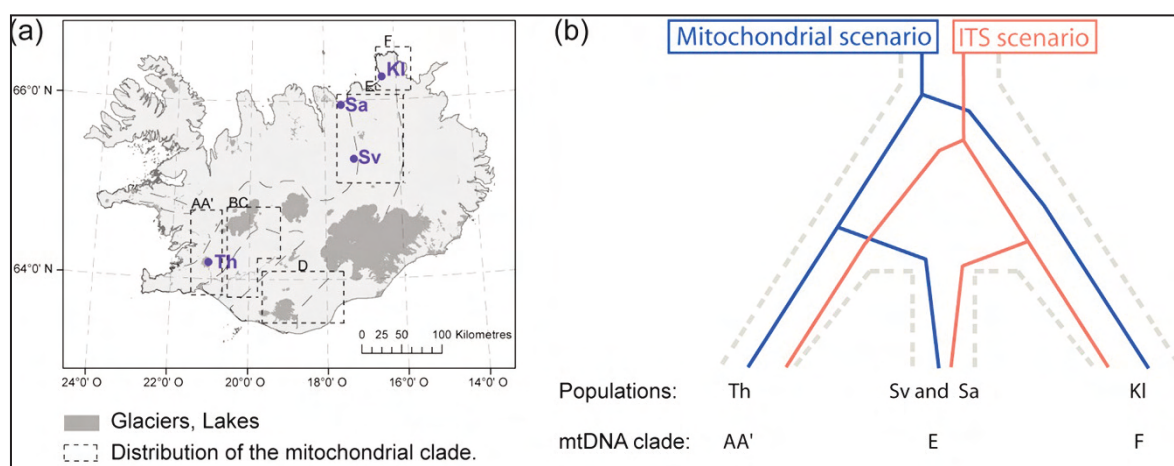 (a)
F
Kl
66°0' N
E
Sa
Sv
AA'
BC
Th
64°0' N
D
0 25 50 100 Kilometres
24°0' O 22°0' O 20°0' O 18°0' O 16°0' O 14°0' O
Glaciers, Lakes
Distribution of the mitochondrial clade.
(b)
Mitochondrial scenario ITS scenario
Populations: Th Sv and Sa Kl
mtDNA clade: AA' E F